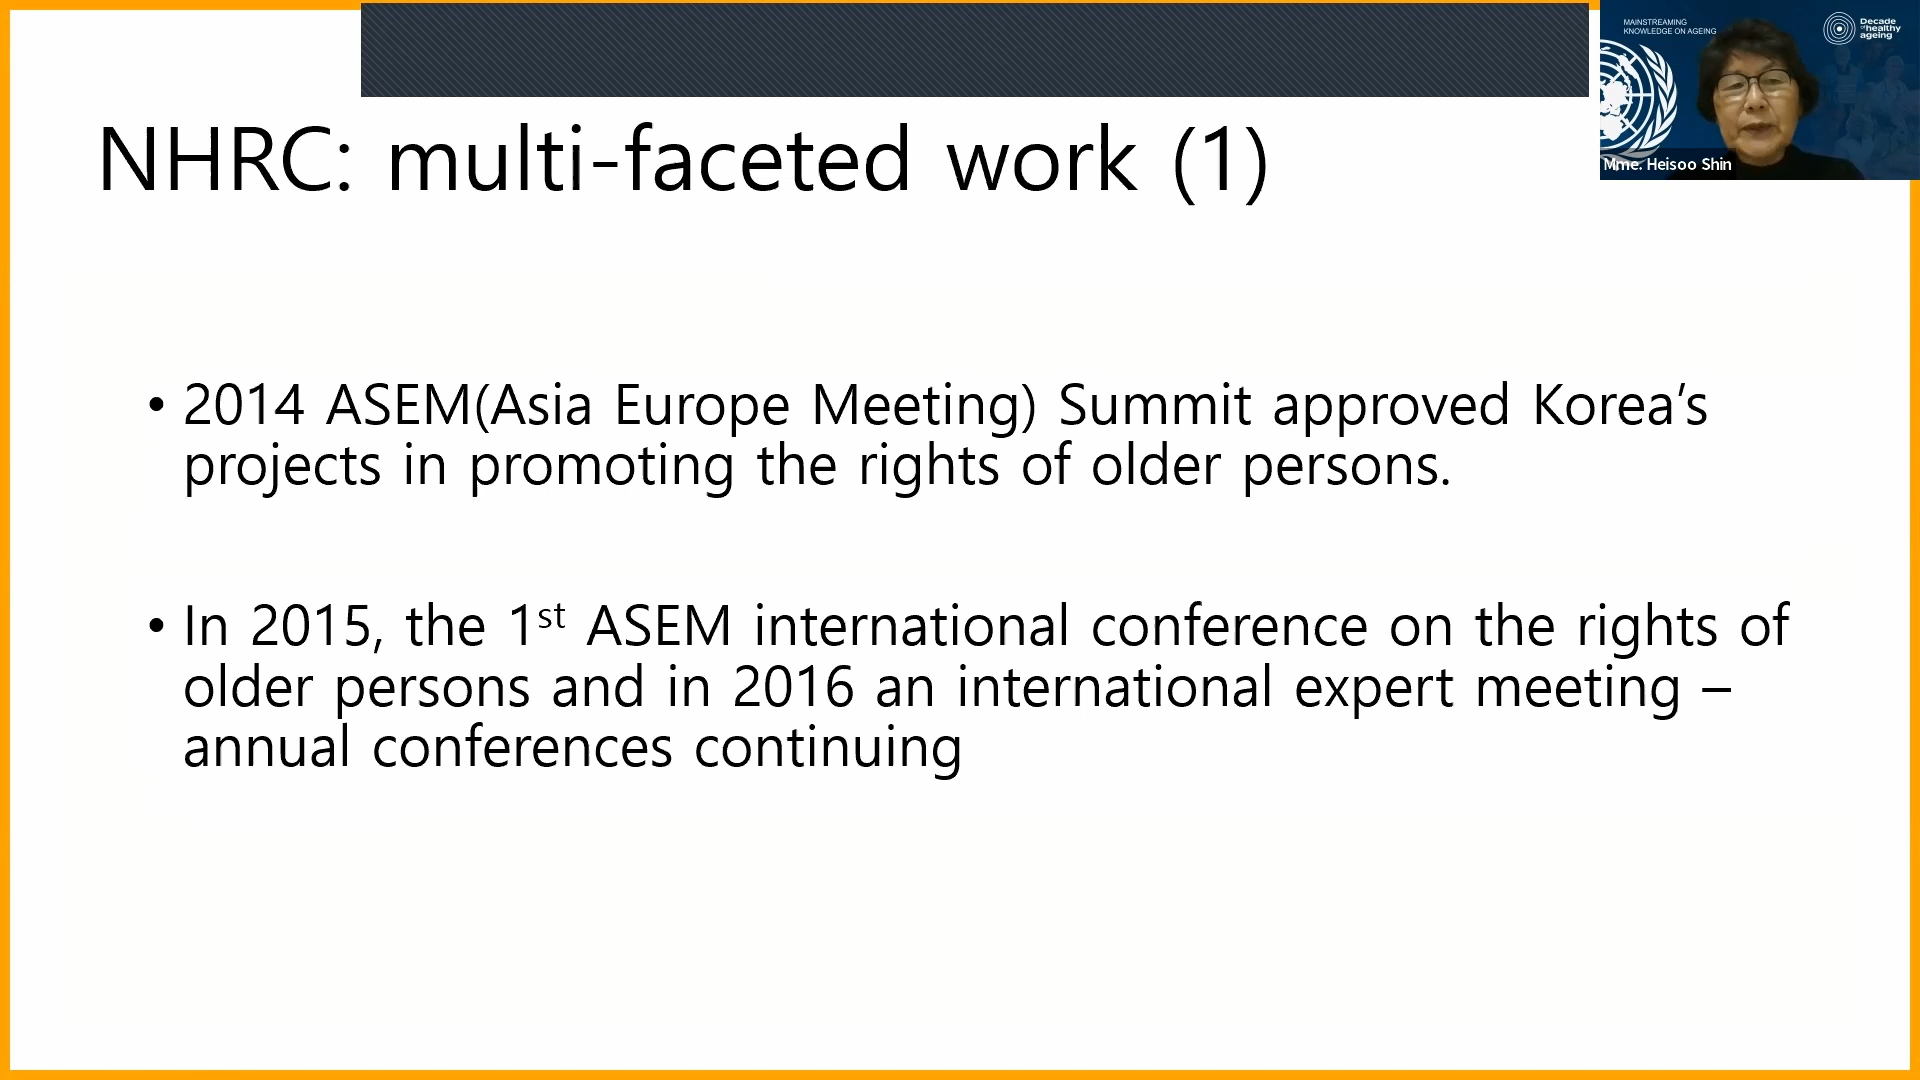 NHRC: multi-faceted work (1)
• 2014 ASEM(Asia Europe Meeting) Summit approved Korea’s
projects in promoting the rights of older persons.
• In 2015, the 1st ASEM international conference on the rights of
older persons and in 2016 an international expert meeting –
annual conferences continuing
MAINSTREAMING
KNOWLEDGE ON AGEING
Decade
of healthy
ageing
Mme. Heisoo Shin